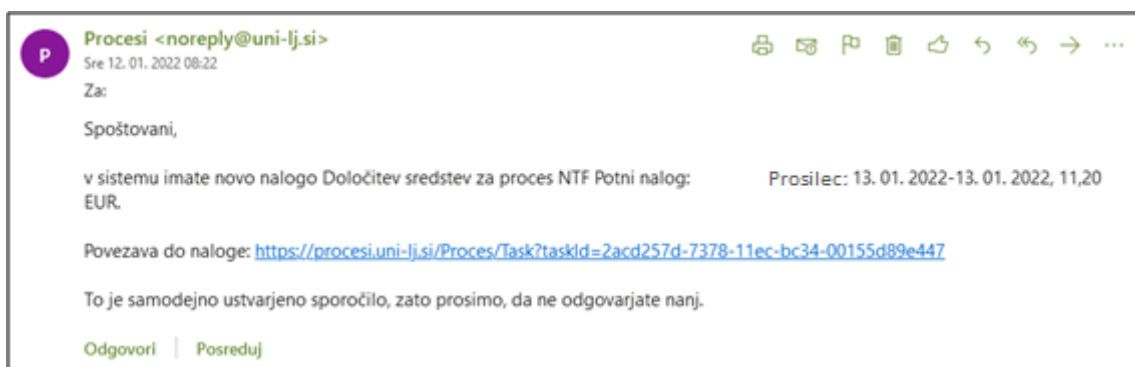 P
Procesi <noreply@uni-lj.si>
Sre 12. 01. 2022 08:22
Za:
Spoštovani,
v sistemu imate novo nalogo Določitev sredstev za proces NTF Potni nalog: Prosilec: 13. 01. 2022-13. 01. 2022, 11,20
EUR.
Povezava do naloge: https://procesi.uni-lj.si/Proces/Task?taskId=2acd257d-7378-11ec-bc34-00155d89e447
To je samodejno ustvarjeno sporočilo, zato prosimo, da ne odgovarjate nanj.
Odgovori | Posreduj